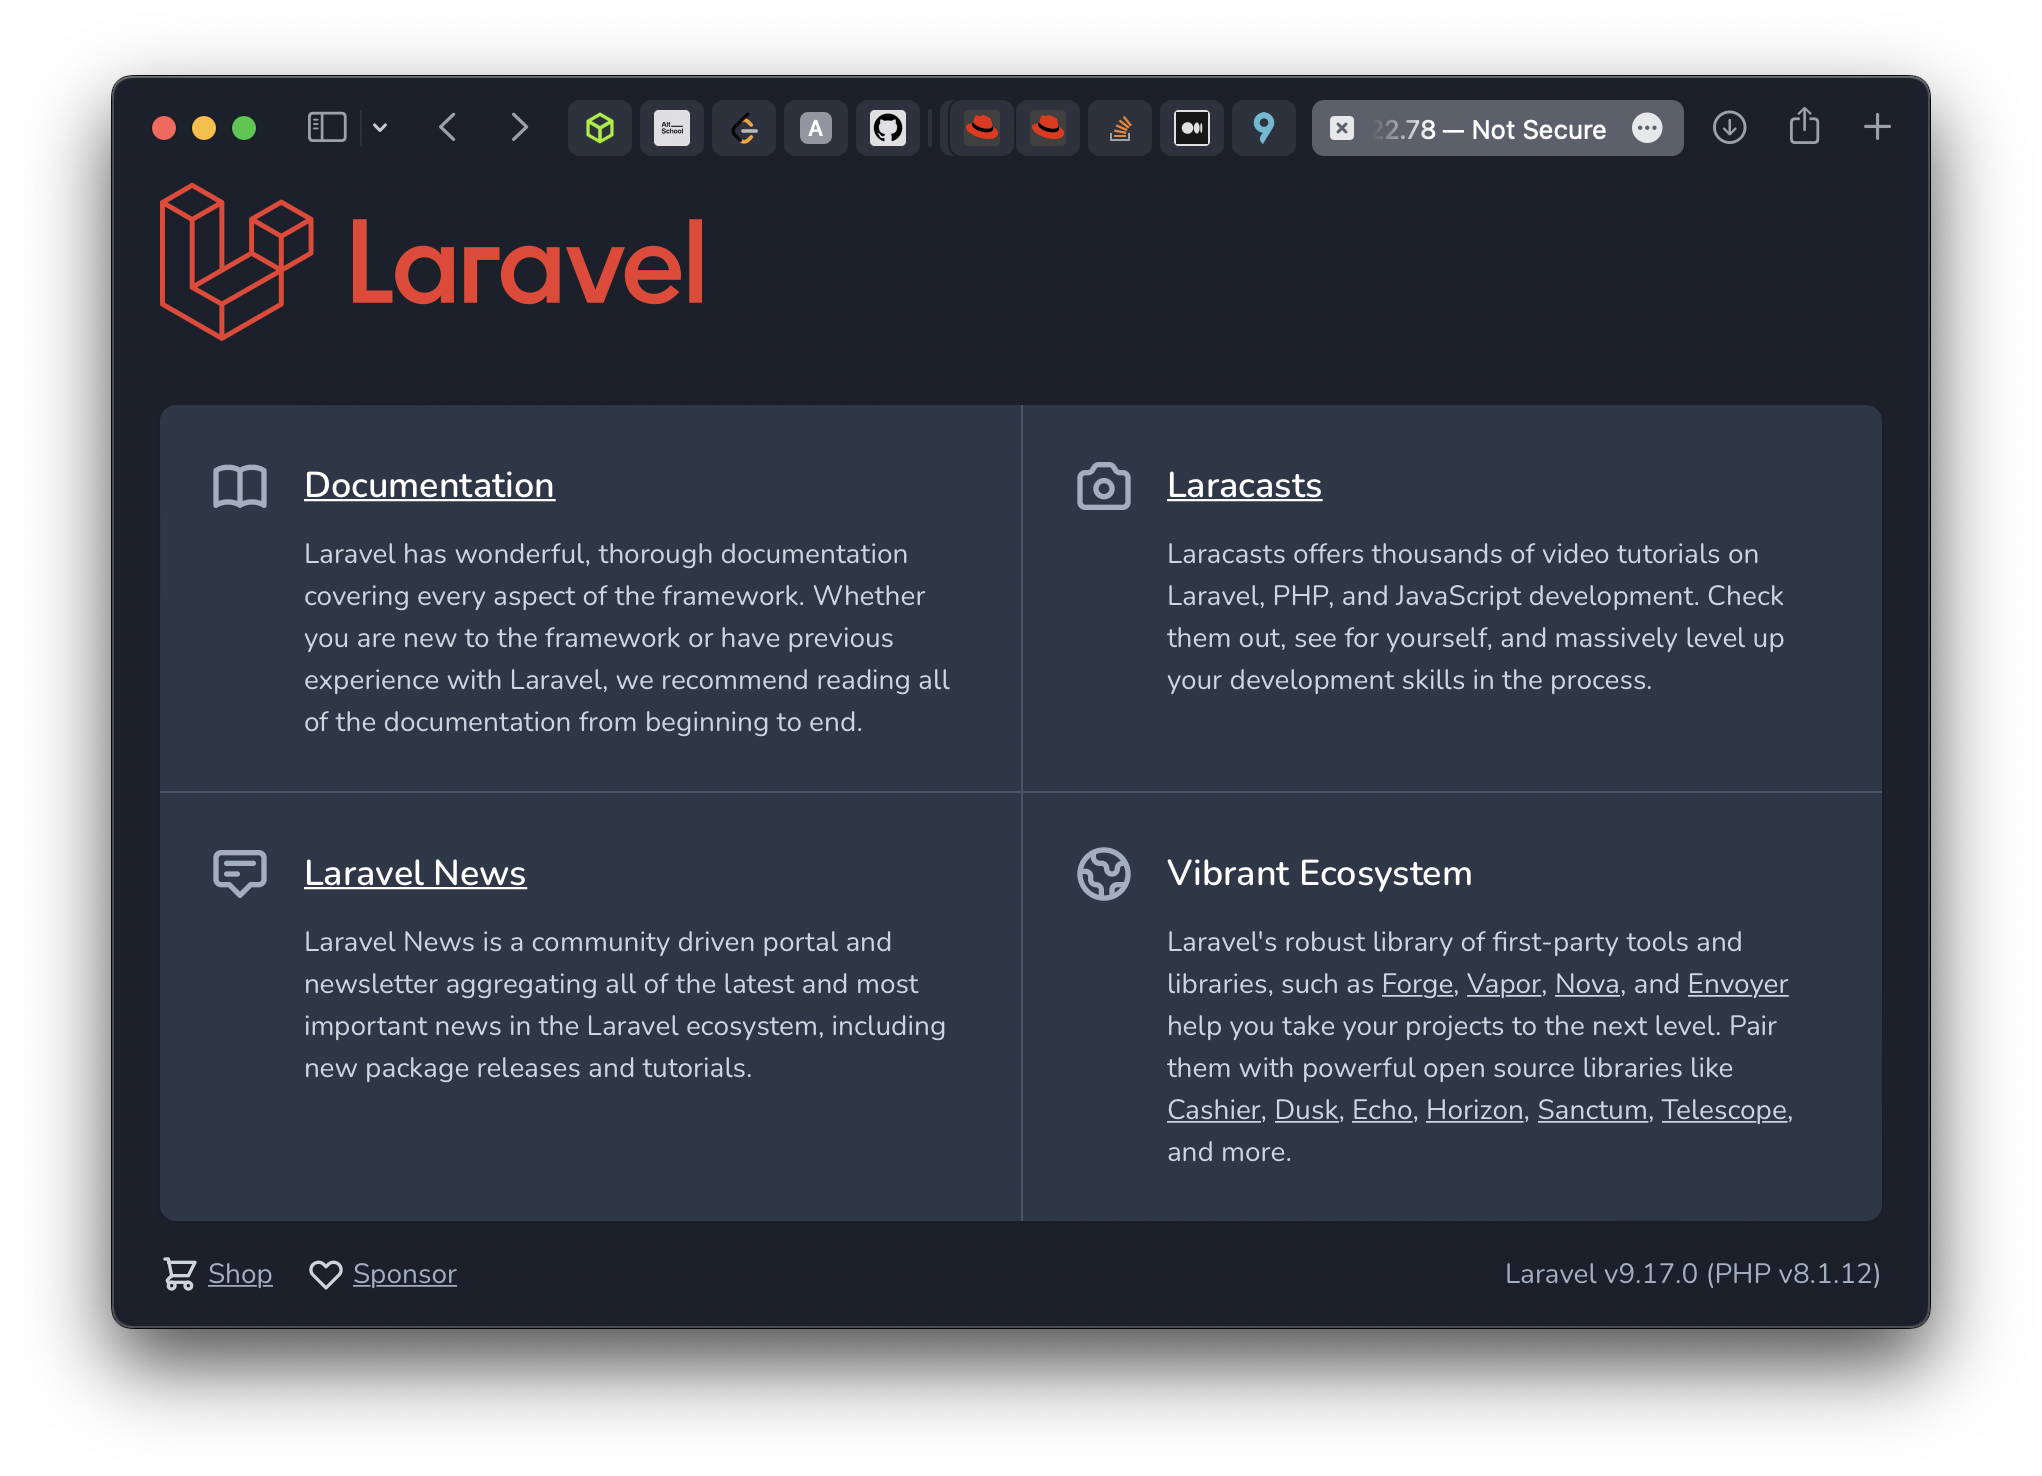 Alt
School
A
22.78 — Not Secure
Laravel
Documentation
Laravel has wonderful, thorough documentation
covering every aspect of the framework. Whether
you are new to the framework or have previous
experience with Laravel, we recommend reading all
of the documentation from beginning to end.
Laracasts
Laracasts offers thousands of video tutorials on
Laravel, PHP, and JavaScript development. Check
them out, see for yourself, and massively level up
your development skills in the process.
Laravel News
Laravel News is a community driven portal and
newsletter aggregating all of the latest and most
important news in the Laravel ecosystem, including
new package releases and tutorials.
Vibrant Ecosystem
Laravel's robust library of first-party tools and
libraries, such as Forge, Vapor, Nova, and Envoyer
help you take your projects to the next level. Pair
them with powerful open source libraries like
Cashier, Dusk, Echo, Horizon, Sanctum, Telescope,
and more.
Shop
Sponsor
Laravel v9.17.0 (PHP v8.1.12)